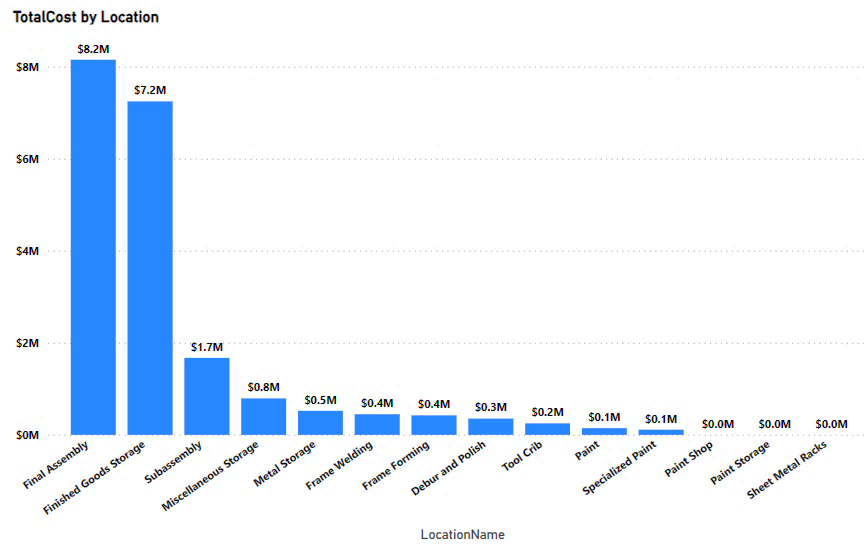 TotalCost by Location
$8M
$6M
$4M
$2M
$0M
$8.2M
$7.2M
$1.7M
$0.8M
$0.5M
$0.4M
$0.4M
$0.3M
$0.2M
$0.1M
$0.1M
$0.0M
$0.0M
$0.0M
Final Assembly
Finished Goods Storage
Subassembly
Miscellaneous Storage
Metal Storage
Frame Welding
Frame Forming
Debur and Polish
Tool Crib
Paint
Specialized Paint
Paint Shop
Paint Storage
Sheet Metal Racks
LocationName